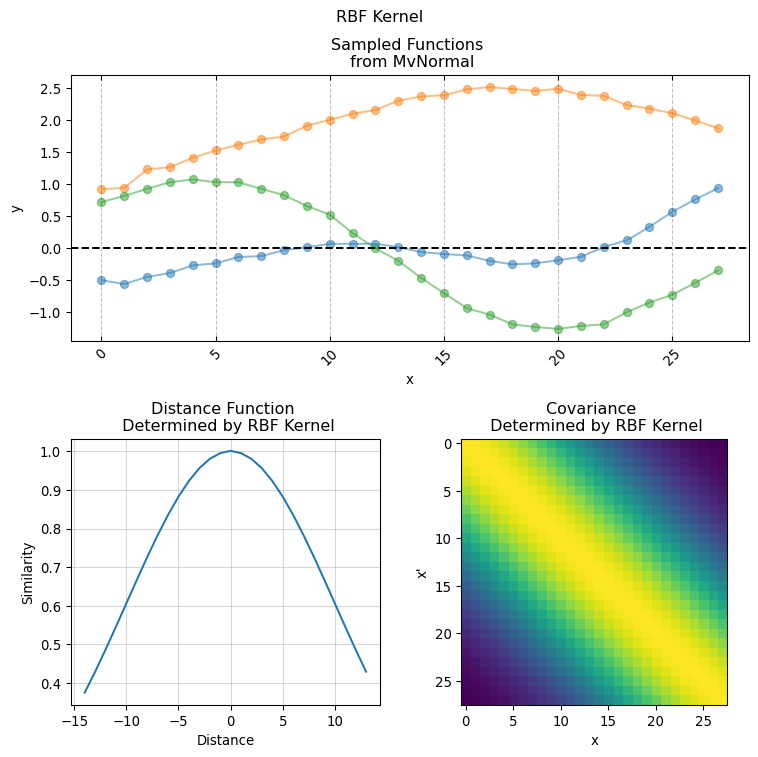 RBF Kernel
Sampled Functions
from MvNormal
2.5
2.0
1.5
1.0
0.5
0.0
−0.5
−1.0
y
0 5 10 15 20 25
x
Distance Function
Determined by RBF Kernel
1.0
0.9
0.8
0.7
0.6
0.5
0.4
Similarity
−15 −10 −5 0 5 10
Distance
Covariance
Determined by RBF Kernel
0
5
10
15
20
25
x'
0 5 10 15 20 25
x